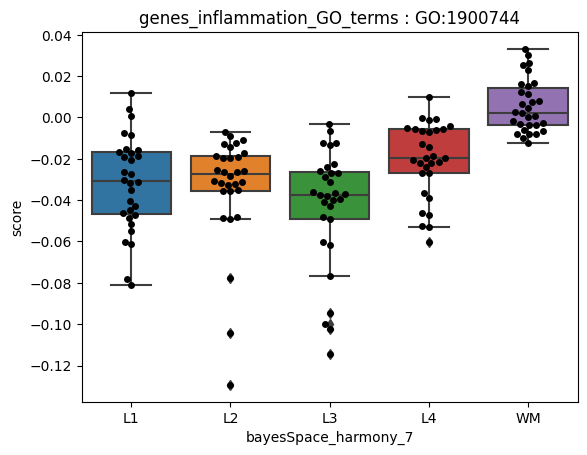 genes_inflammation_GO_terms : GO:1900744
0.04
0.02
0.00
−0.02
−0.04
−0.06
−0.08
−0.10
−0.12
score
L1 L2 L3 L4 WM
bayesSpace_harmony_7